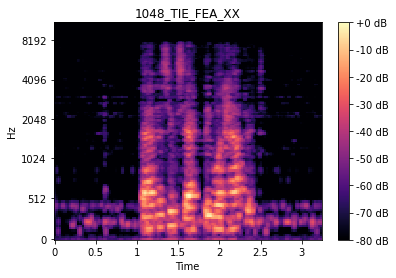 1048_TIE_FEA_XX
+0 dB
8192
-10 dB
4096
-20 dB
-30 dB
2048
Hz
-40 dB
1024
-50 dB
-60 dB
512
-70 dB
0
-80 dB
0 0.5 1 1.5 2 2.5 3
Time